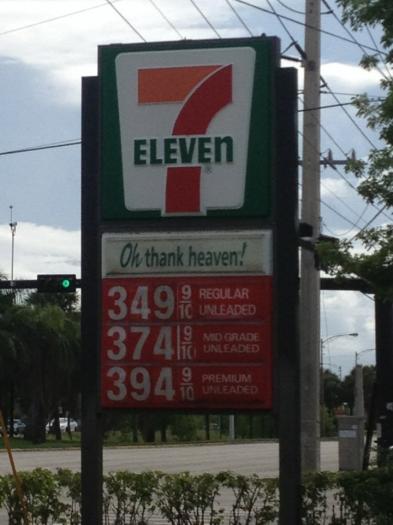 7
ELEVEn
®
Oh thank heaven!
349 9/10 REGULAR UNLEADED
374 9/10 MID GRADE UNLEADED
394 9/10 PREMIUM UNLEADED